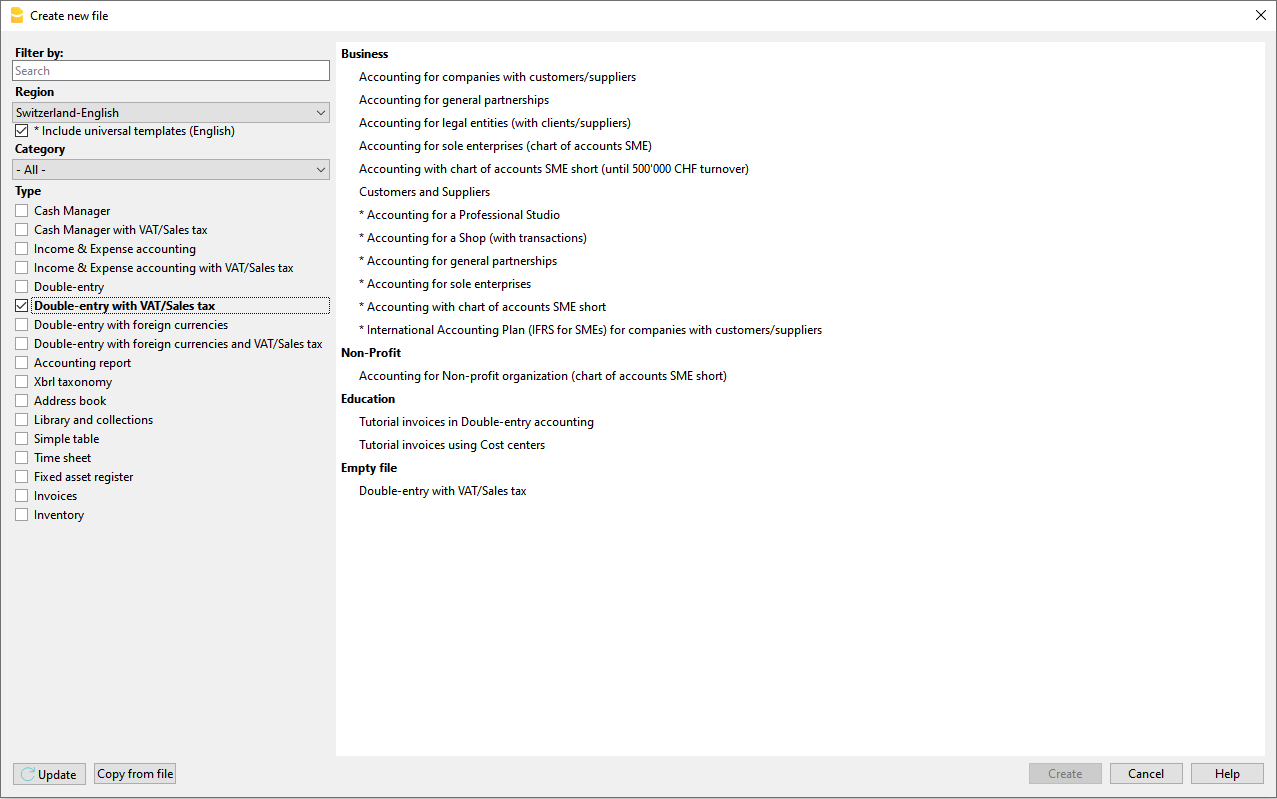 Create new file
Filter by:
Search
Region
Switzerland-English
* Include universal templates (English)
Category
- All -
Type
Cash Manager
Cash Manager with VAT/Sales tax
Income & Expense accounting
Income & Expense accounting with VAT/Sales tax
Double-entry
Double-entry with VAT/Sales tax
Double-entry with foreign currencies
Double-entry with foreign currencies and VAT/Sales tax
Accounting report
Xbrl taxonomy
Address book
Library and collections
Simple table
Time sheet
Fixed asset register
Invoices
Inventory
Business
Accounting for companies with customers/suppliers
Accounting for general partnerships
Accounting for legal entities (with clients/suppliers)
Accounting for sole enterprises (chart of accounts SME)
Accounting with chart of accounts SME short (until 500'000 CHF turnover)
Customers and Suppliers
* Accounting for a Professional Studio
* Accounting for a Shop (with transactions)
* Accounting for general partnerships
* Accounting for sole enterprises
* Accounting with chart of accounts SME short
* International Accounting Plan (IFRS for SMEs) for companies with customers/suppliers
Non-Profit
Accounting for Non-profit organization (chart of accounts SME short)
Education
Tutorial invoices in Double-entry accounting
Tutorial invoices using Cost centers
Empty file
Double-entry with VAT/Sales tax
Update
Copy from file
Create
Cancel
Help